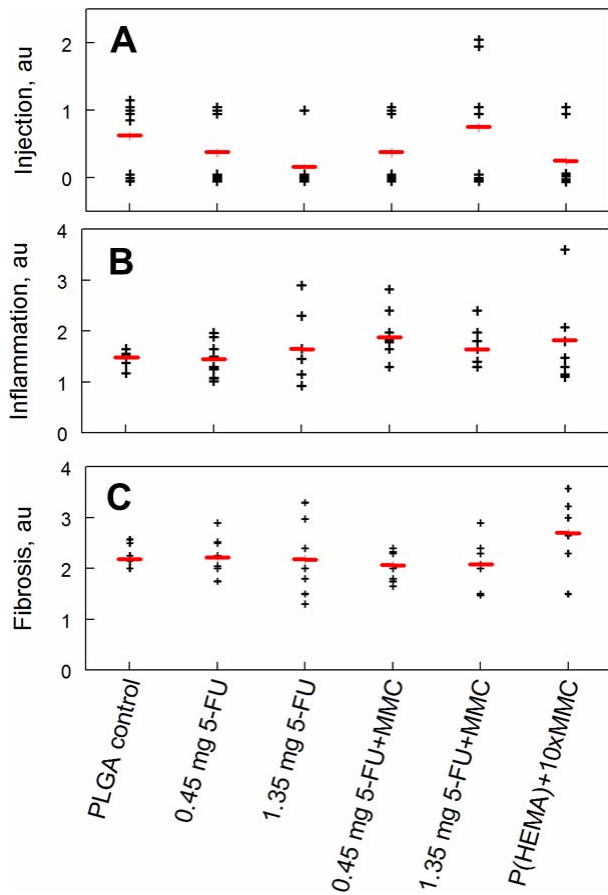 A
Injection, au
2
1
0
B
Inflammation, au
4
3
2
1
0
C
Fibrosis, au
4
3
2
1
0
PLGA control
0.45 mg 5-FU
1.35 mg 5-FU
0.45 mg 5-FU+MMC
1.35 mg 5-FU+MMC
P(HEMA)+10xMMC